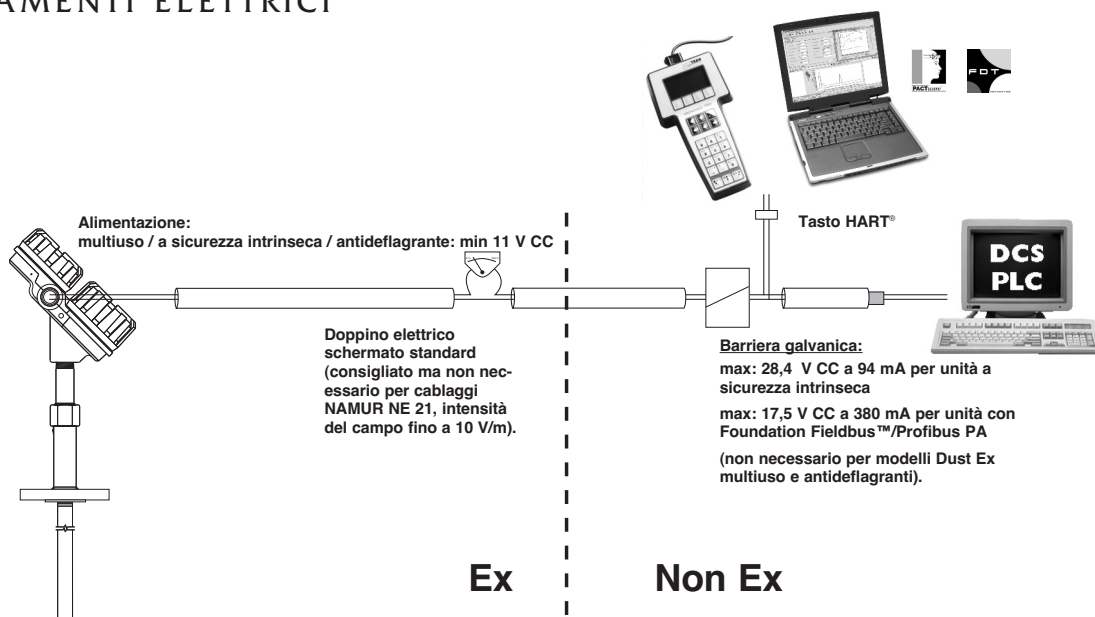 AMENTI ELETTRICI
PACTware
FDT
Alimentazione:
multiuso / a sicurezza intrinseca / antideflagrante: min 11 V CC
Tasto HART®
DCS
PLC
Doppino elettrico
schermato standard
(consigliato ma non nec-
essario per cablaggi
NAMUR NE 21, intensità
del campo fino a 10 V/m).
Barriera galvanica:
max: 28,4 V CC a 94 mA per unità a
sicurezza intrinseca
max: 17,5 V CC a 380 mA per unità con
Foundation Fieldbus™/Profibus PA
(non necessario per modelli Dust Ex
multiuso e antideflagranti).
Ex
Non Ex